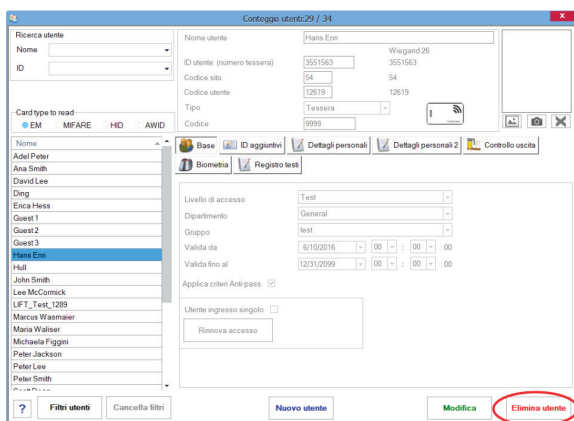 Conteggio utenti:29 / 34
Ricerca utente
Nome
ID
Card type to read
EM MIFARE HID AWID
Nome utente Hans Enn
Wiegand 26
ID utente (numero tessera) 3551563 3551563
Codice sito 54 54
Codice utente 12619 12619
Tipo Tessera
Codice 9999
Nome
Adel Peter
Ana Smith
David Lee
Ding
Erica Hess
Guest 1
Guest 2
Guest 3
Hans Enn
Hull
John Smith
Lee McCormick
LIFT_Test_1289
Marcus Wasmaier
Maria Waliser
Michaela Figgini
Peter Jackson
Peter Lee
Peter Smith
Base ID aggiuntivi Dettagli personali Dettagli personali 2 Controllo uscita
Biometria Registro testi
Livello di accesso Test
Dipartimento General
Gruppo test
Valida da 6/10/2016 00 : 00 : 00
Valida fino al 12/31/2099 00 : 00 : 00
Applica criteri Anti-pass
Utente ingresso singolo
Rinnova accesso
? Filtri utenti Cancella filtri Nuovo utente Modifica Elimina utente